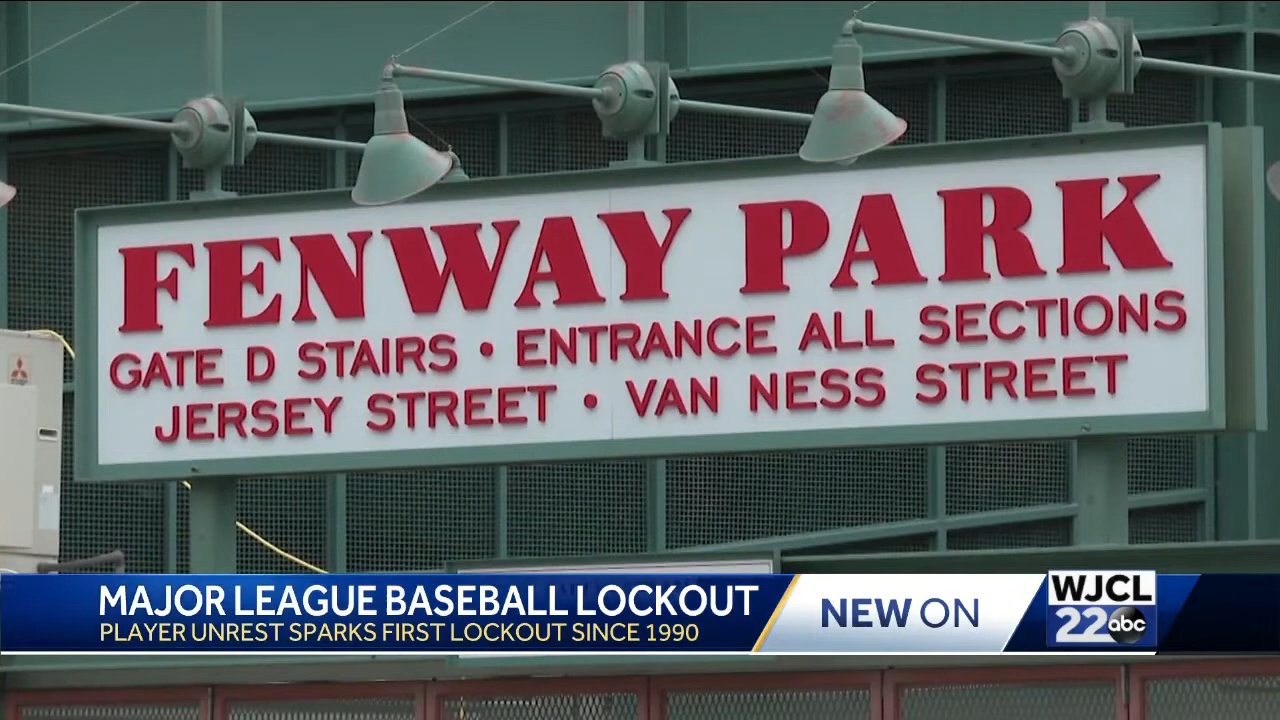 FENWAY PARK
GATE D STAIRS • ENTRANCE ALL SECTIONS
JERSEY STREET • VAN NESS STREET
MAJOR LEAGUE BASEBALL LOCKOUT
PLAYER UNREST SPARKS FIRST LOCKOUT SINCE 1990
NEW ON
WJCL
22 abc